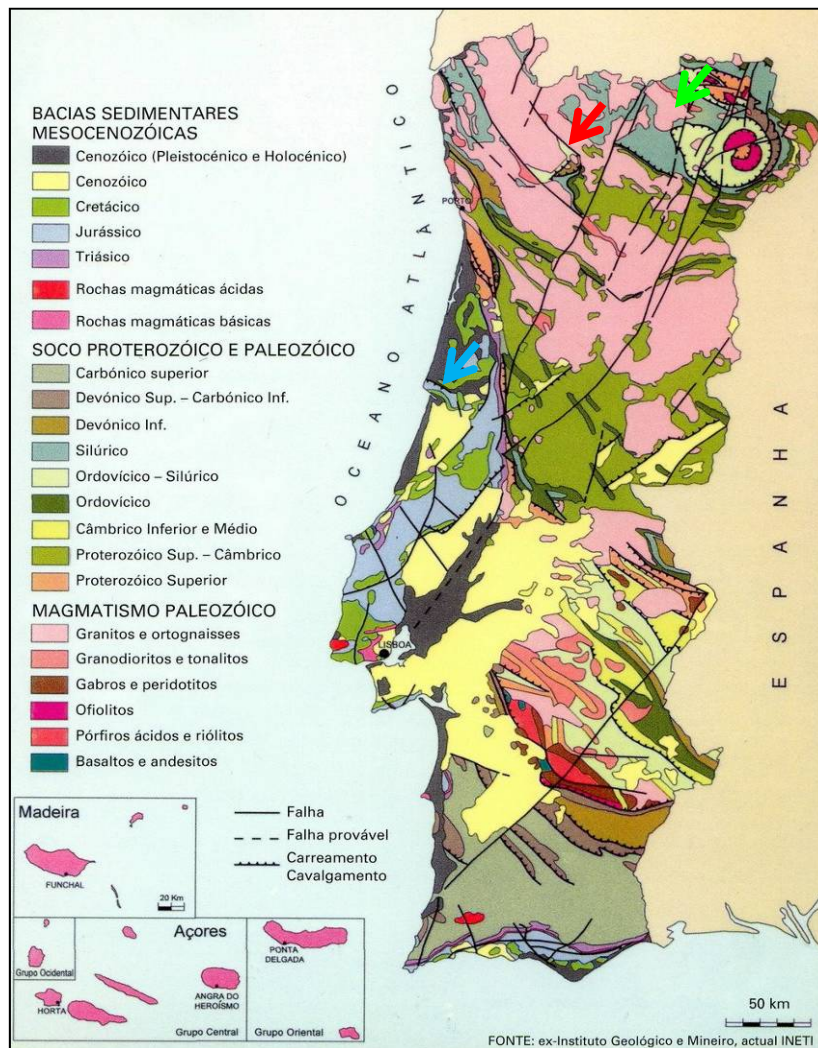 BACIAS SEDIMENTARES
MESOCENOZÓICAS
Cenozóico (Pleistocénico e Holocénico)
Cenozóico
Cretácico
Jurássico
Triásico
Rochas magmáticas ácidas
Rochas magmáticas básicas
SOCO PROTEROZÓICO E PALEOZÓICO
Carbónico superior
Devónico Sup. – Carbónico Inf.
Devónico Inf.
Silúrico
Ordovícico – Silúrico
Ordovícico
Câmbrico Inferior e Médio
Proterozóico Sup. – Câmbrico
Proterozóico Superior
MAGMATISMO PALEOZÓICO
Granitos e ortognaisses
Granodioritos e tonalitos
Gabros e peridotitos
Ofiolitos
Pórfiros ácidos e riólitos
Basaltos e andesitos
OCEANO ATLÂNTICO
PORTO
LISBOA
ESPANHA
Madeira
FUNCHAL
20 Km
Falha
Falha provável
Carreamento
Cavalgamento
Açores
Grupo Ocidental
HORTA
ANGRA DO
HEROÍSMO
Grupo Central
PONTA
DELGADA
Grupo Oriental
50 km
FONTE: ex-Instituto Geológico e Mineiro, actual INETI